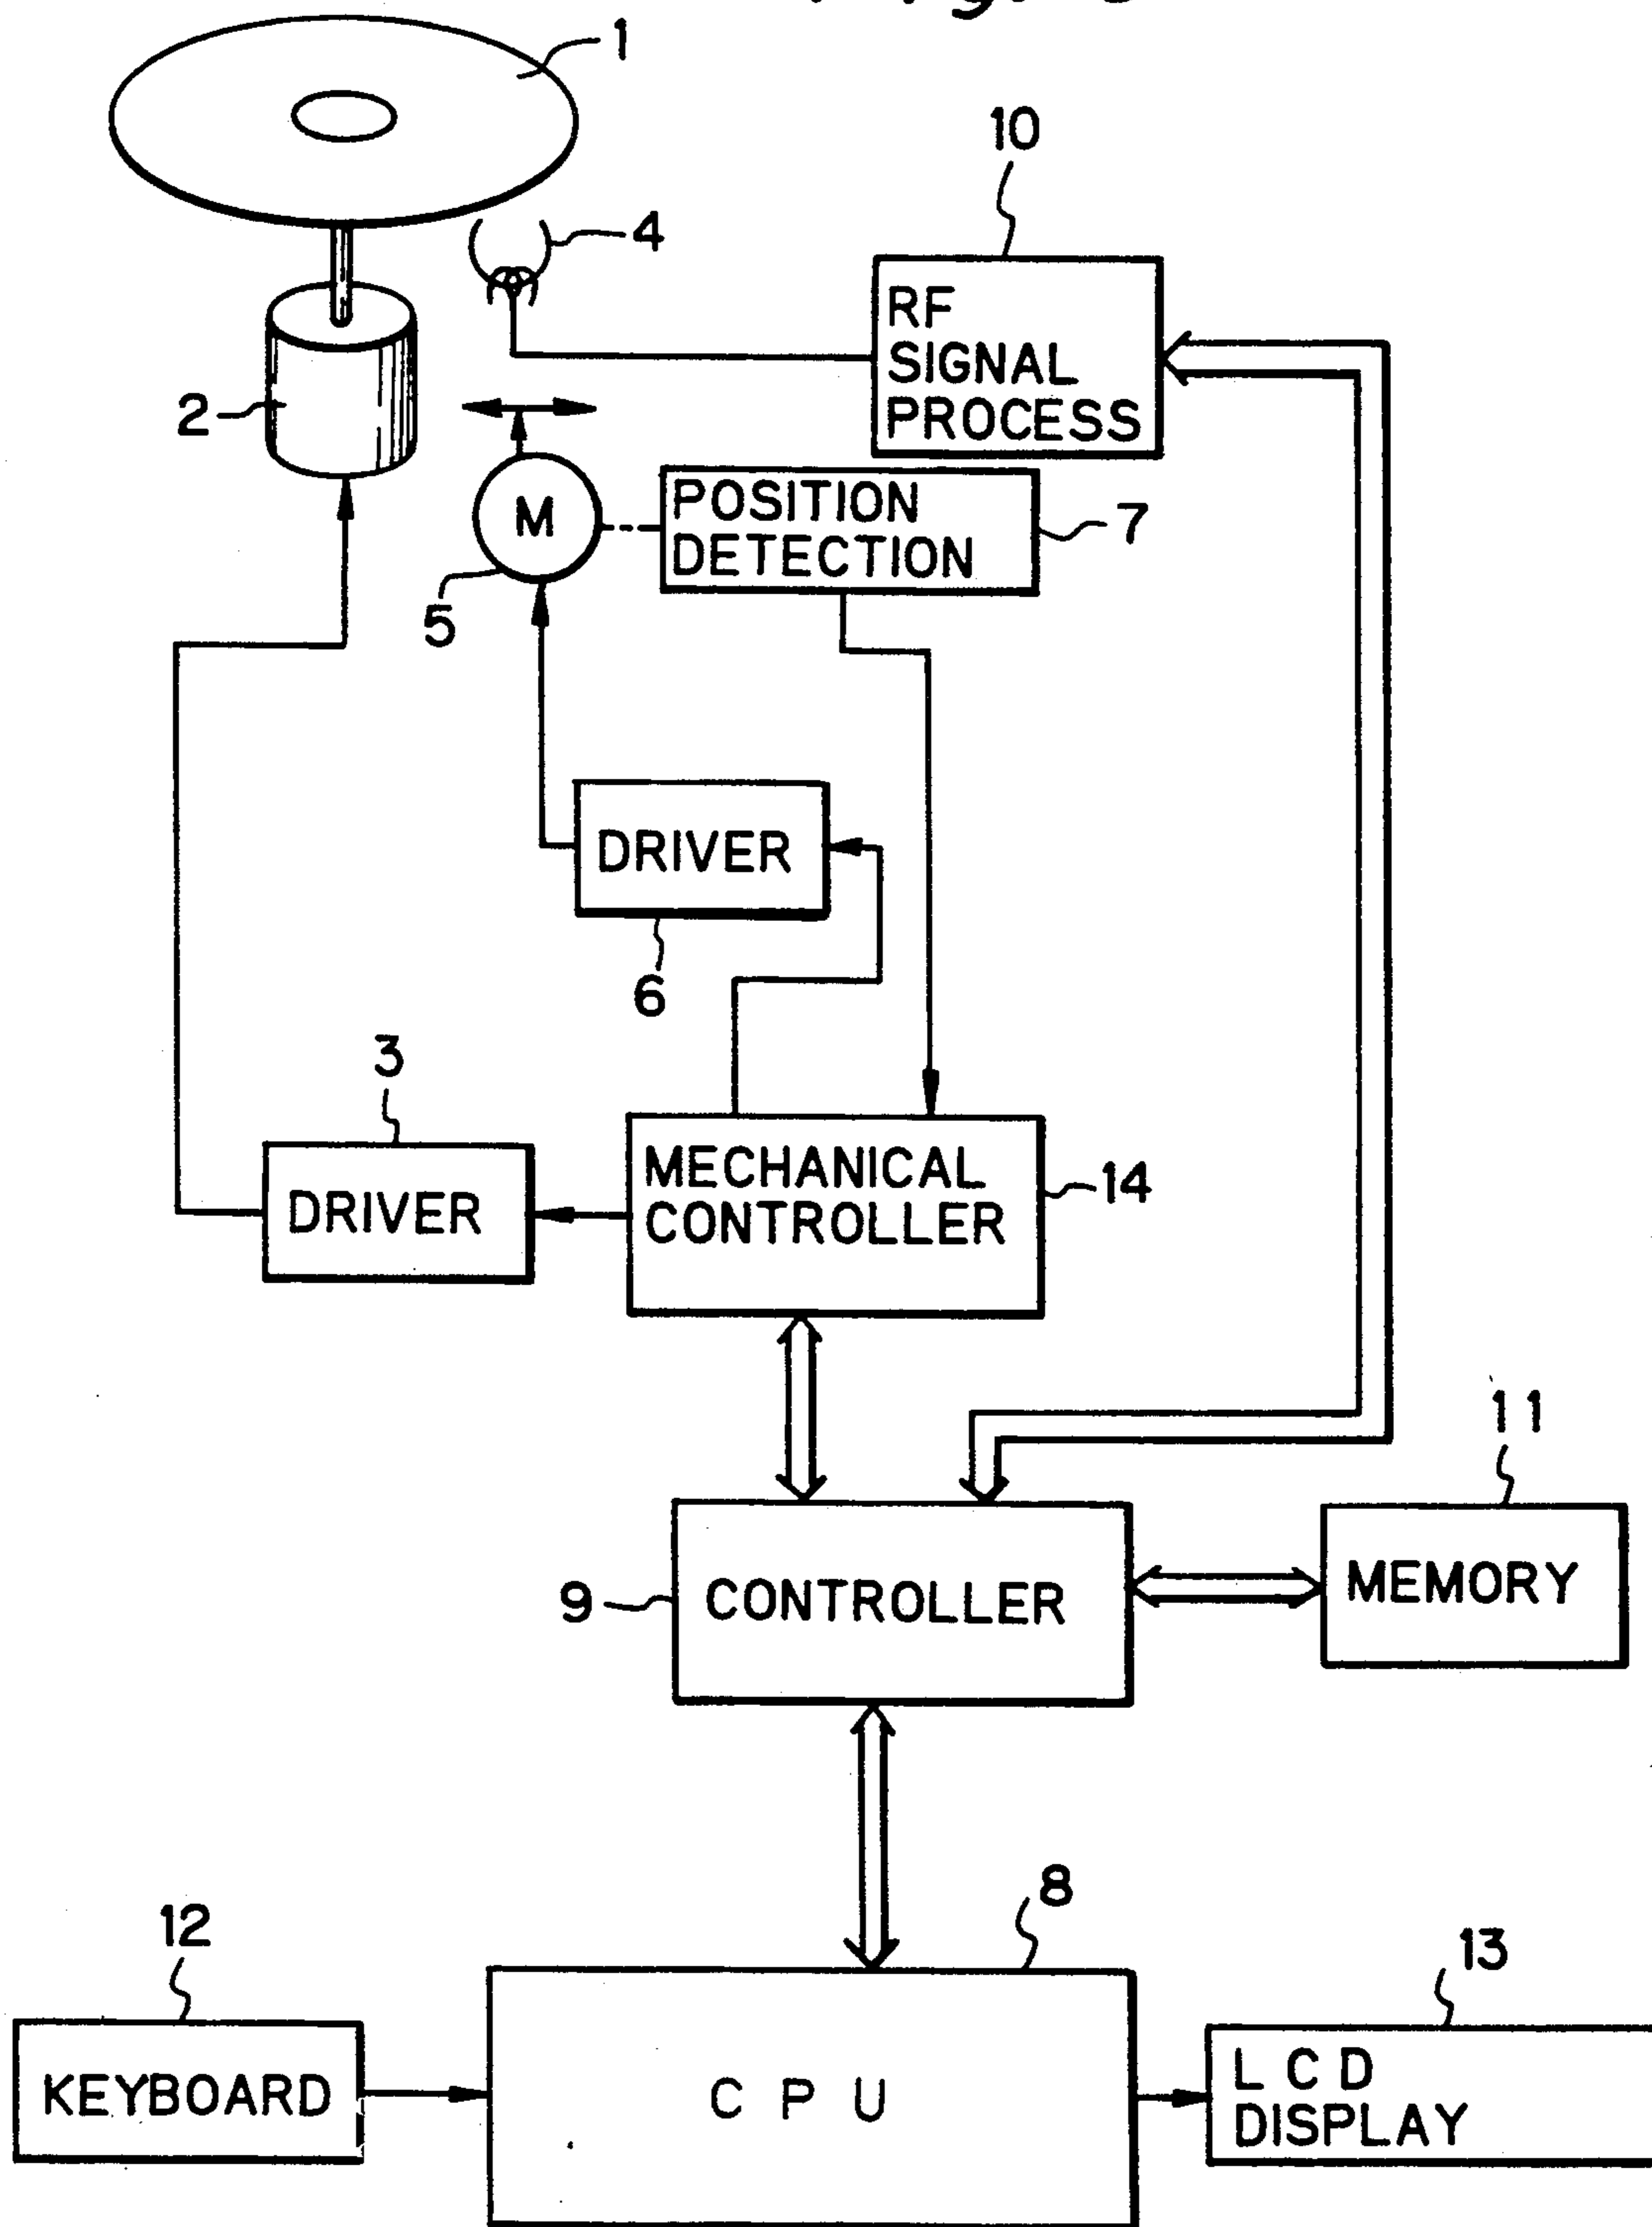 1
10
4
RF
SIGNAL
PROCESS
2
M
POSITION
DETECTION
7
5
DRIVER
6
3
DRIVER
MECHANICAL
CONTROLLER
14
11
9
CONTROLLER
MEMORY
8
12
13
KEYBOARD
C P U
L C D
DISPLAY